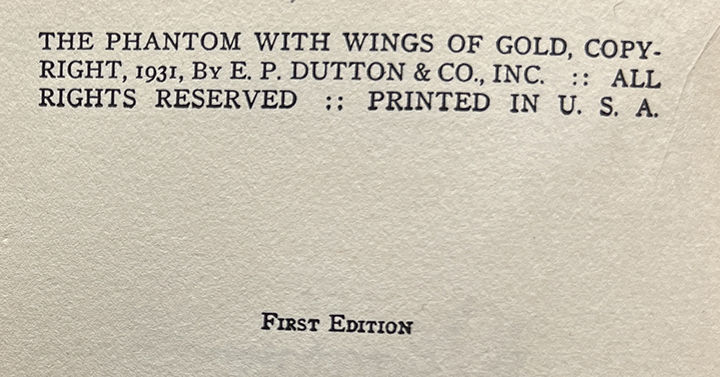 THE PHANTOM WITH WINGS OF GOLD, COPY-
RIGHT, 1931, BY E. P. DUTTON & CO., INC. :: ALL
RIGHTS RESERVED :: PRINTED IN U. S. A.
FIRST EDITION